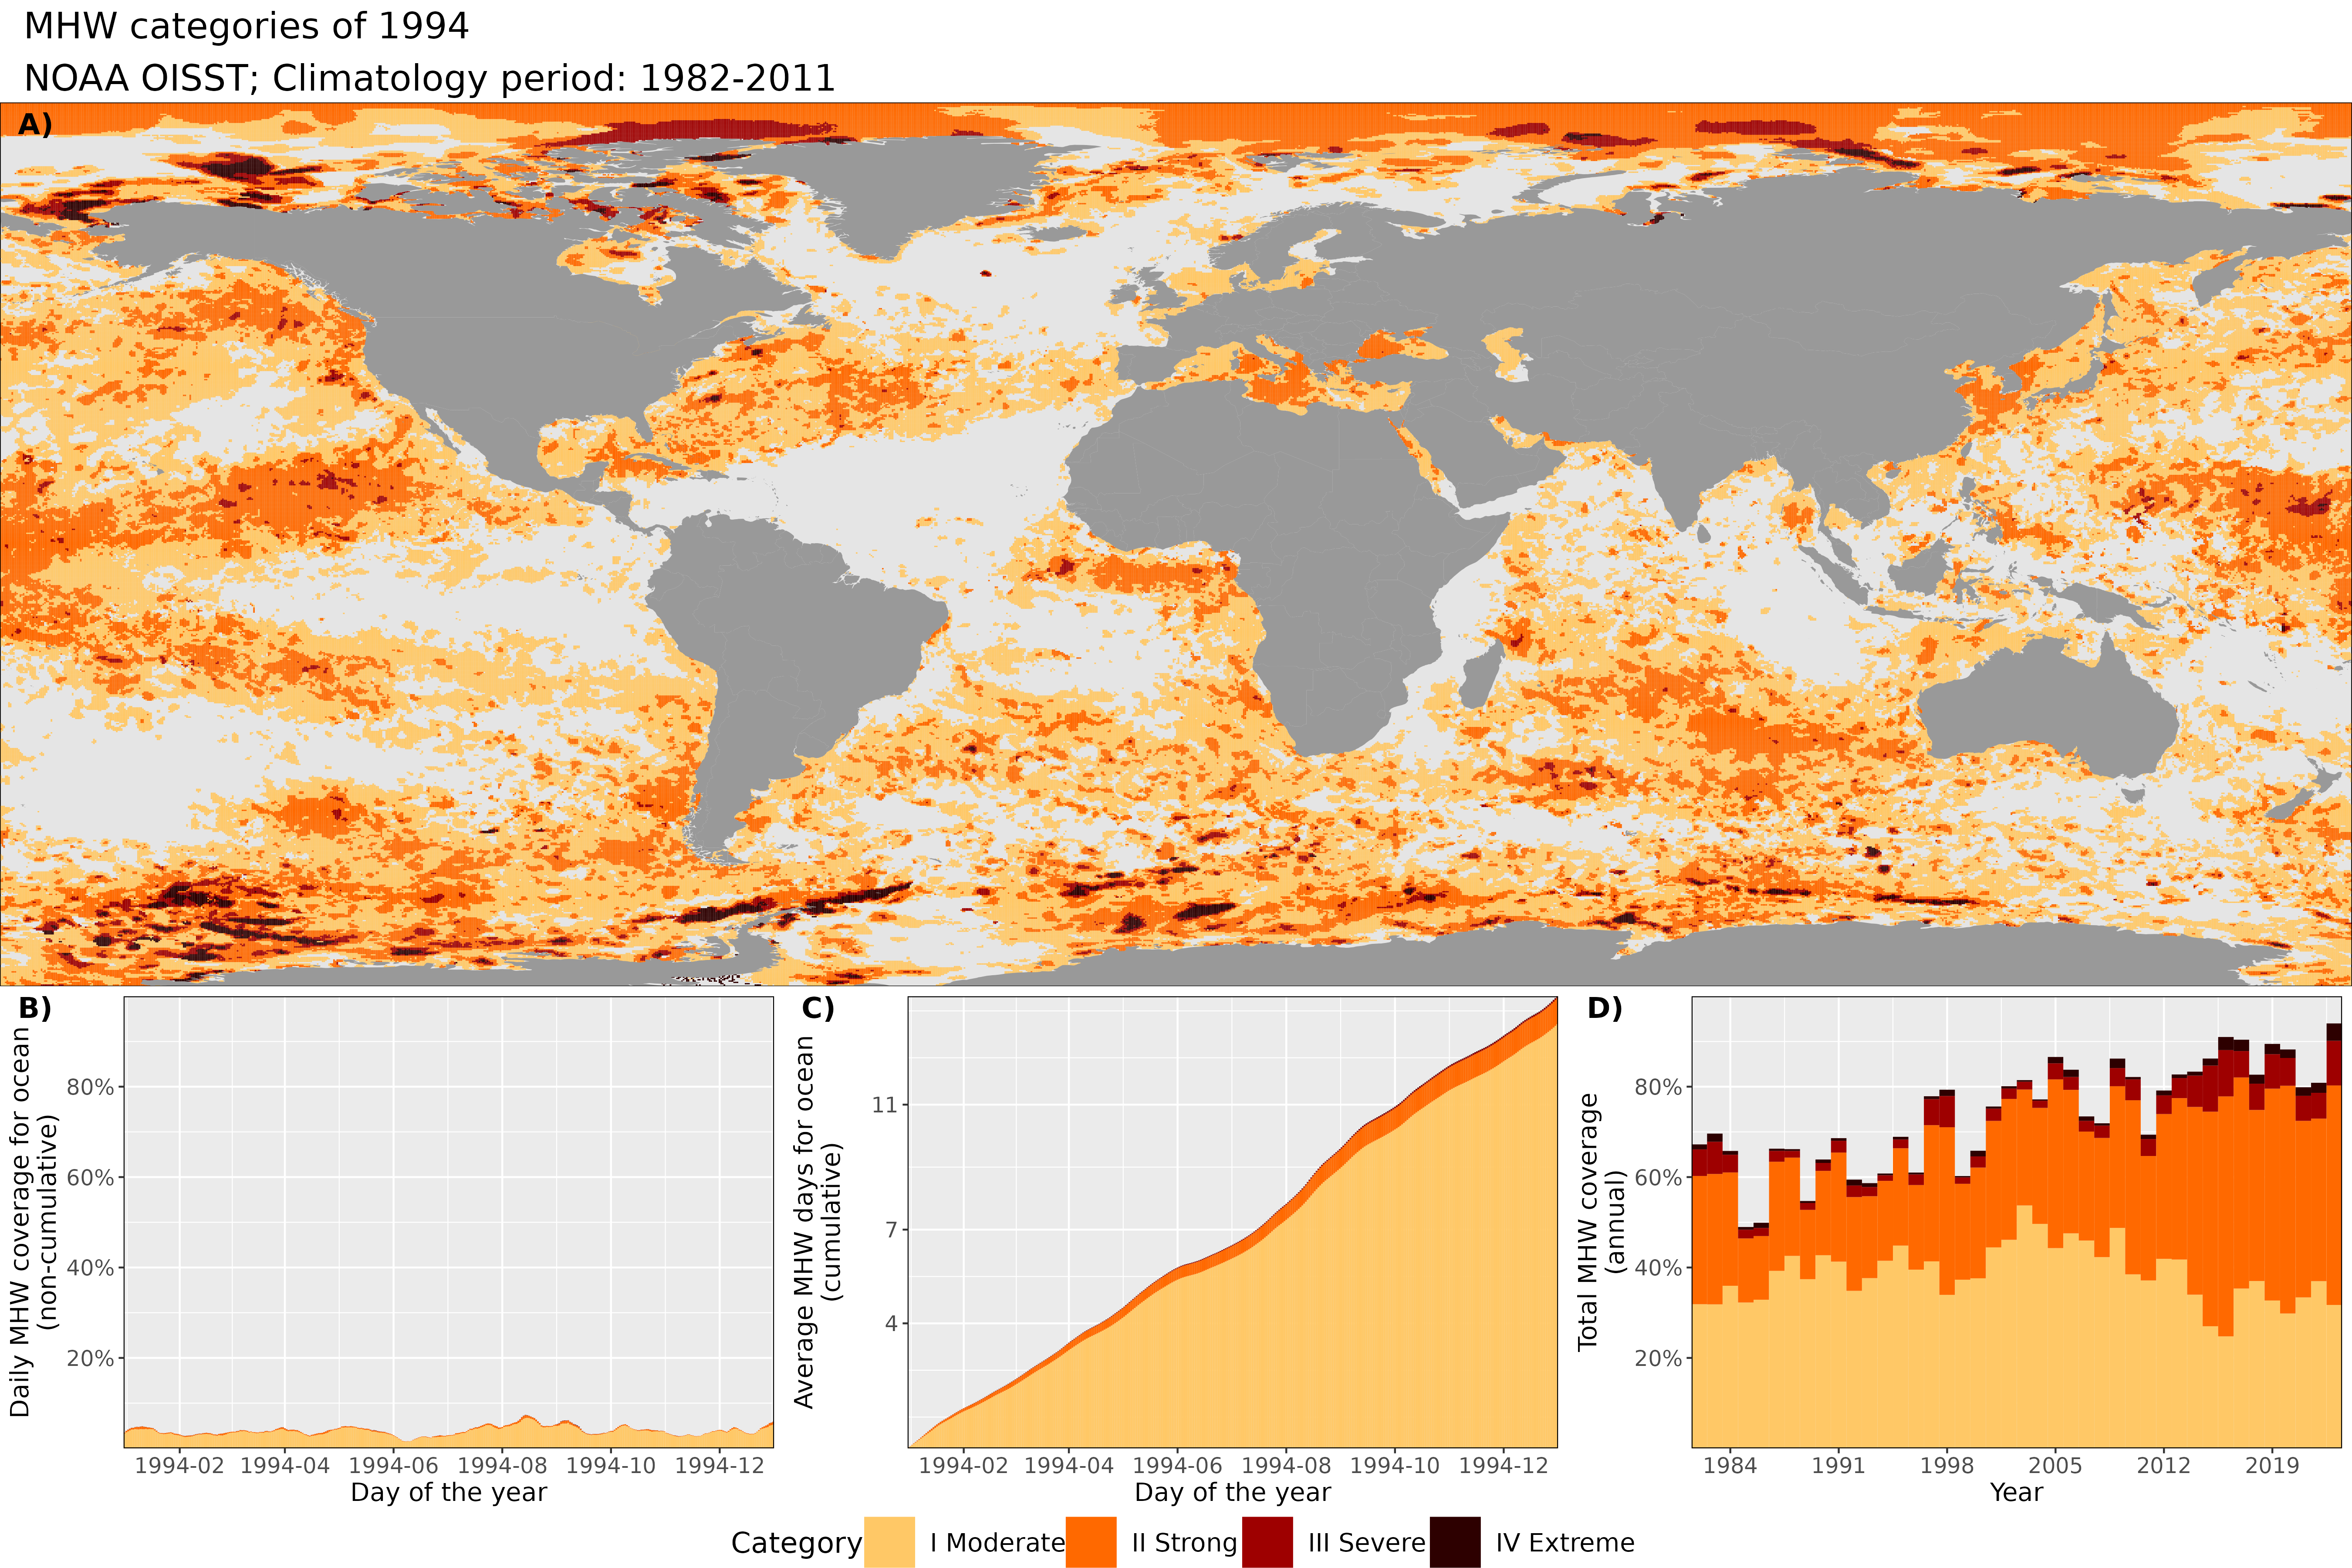 MHW categories of 1994
NOAA OISST; Climatology period: 1982-2011
A)
B)
Daily MHW coverage for ocean
(non-cumulative)
80%
60%
40%
20%
1994-02 1994-04 1994-06 1994-08 1994-10 1994-12
Day of the year
C)
Average MHW days for ocean
(cumulative)
11
7
4
1994-02 1994-04 1994-06 1994-08 1994-10 1994-12
Day of the year
D)
Total MHW coverage
(annual)
80%
60%
40%
20%
1984 1991 1998 2005 2012 2019
Year
Category I Moderate II Strong III Severe IV Extreme